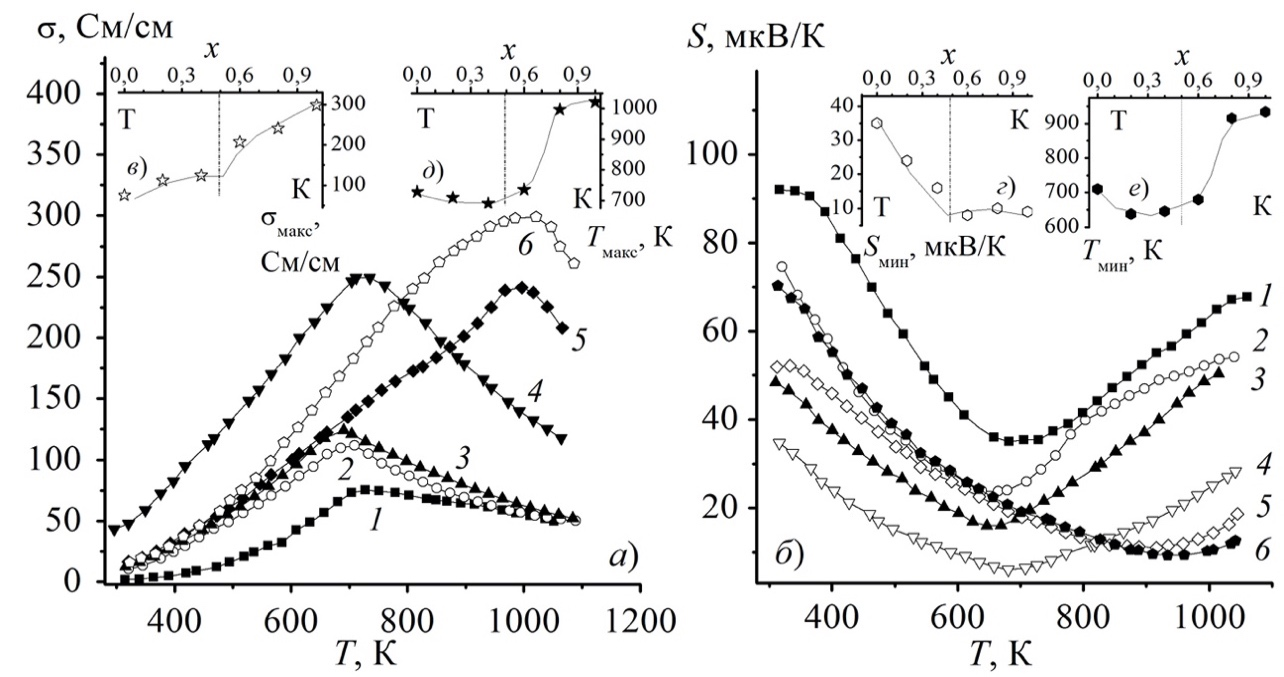 σ, См/см
x
0,0 0,3 0,6 0,9
Т
в)
К
300
200
100
σмакс,
См/см
x
0,0 0,3 0,6 0,9
Т
д)
К
1000
900
800
700
Tмакс, К
400
350
300
250
200
150
100
50
0
6
5
4
3
2
1
а)
400 600 800 1000 1200
T, К
S, мкВ/К
x
0,0 0,3 0,6 0,9
40
30
20
10
К
Т
г)
Sмин, мкВ/К
x
0,0 0,3 0,6 0,9
900
800
700
600
Т
е)
К
Tмин, К
100
80
60
40
20
1
2
3
4
5
6
б)
400 600 800 1000
T, К